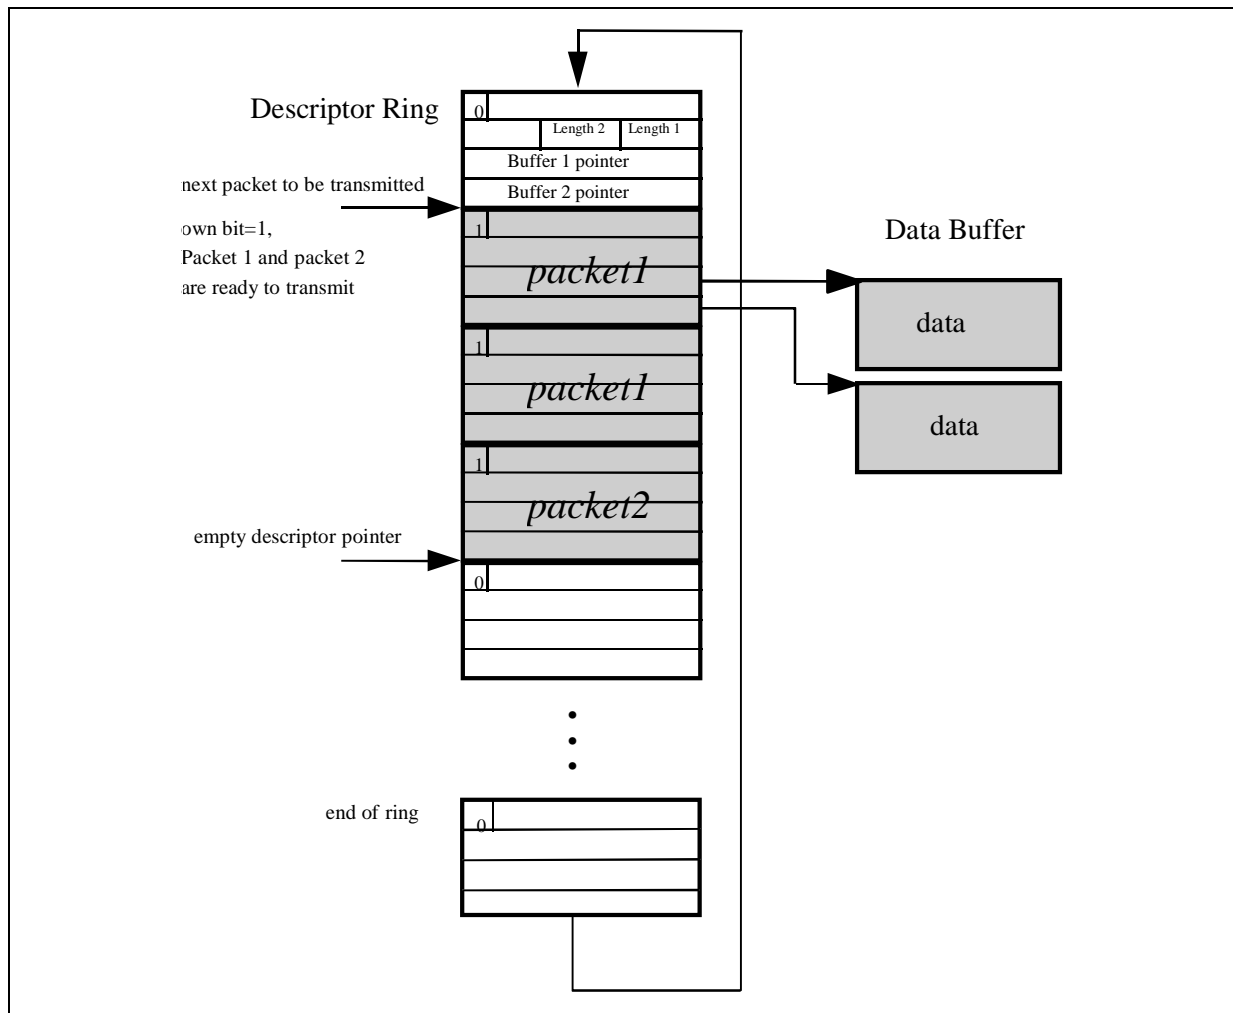 Descriptor Ring
0
Length 2 Length 1
Buffer 1 pointer
next packet to be transmitted
Buffer 2 pointer
1
own bit=1,
Packet 1 and packet 2
are ready to transmit
packet1
Data Buffer
data
1
packet1
data
1
packet2
empty descriptor pointer
0
end of ring
0